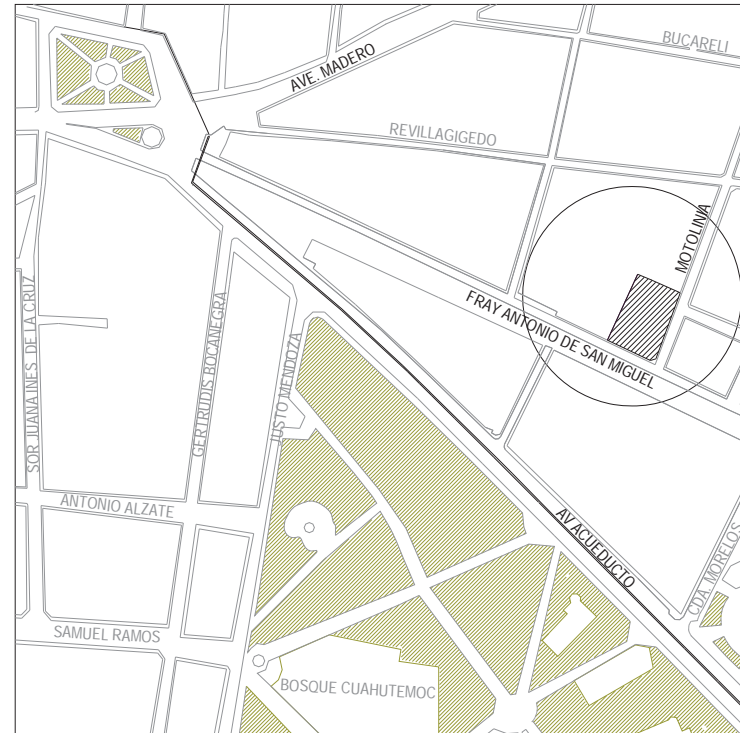 BUCARELI
AVE. MADERO
REVILLAGIGEDO
MOTOLINIA
FRAY ANTONIO DE SAN MIGUEL
SOR JUANA INES DE LA CRUZ
GERTRUDIS BOCANEGRA
JUSTO MENDOZA
ANTONIO ALZATE
AV ACUEDUCTO
CDA. MORELOS
SAMUEL RAMOS
BOSQUE CUAHUTEMOC